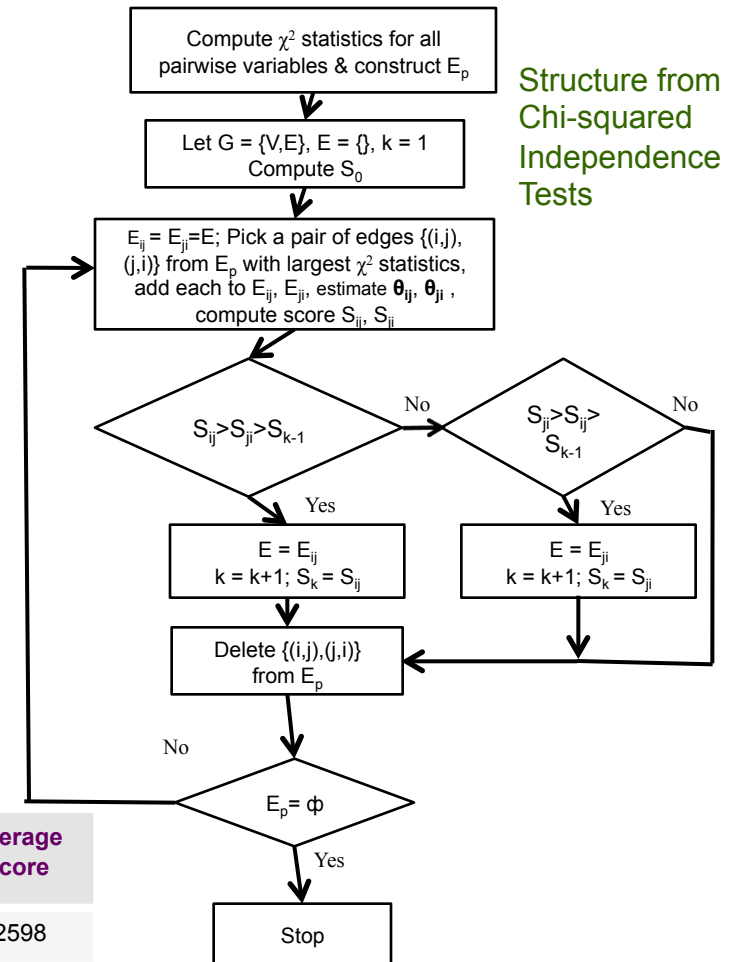 Compute χ² statistics for all
pairwise variables & construct Eₚ
Structure from
Chi-squared
Independence
Tests
Let G = {V,E}, E = {}, k = 1
Compute S₀
Eᵢⱼ = Eⱼᵢ=E; Pick a pair of edges {(i,j),
(j,i)} from Eₚ with largest χ² statistics,
add each to Eᵢⱼ, Eⱼᵢ, estimate θᵢⱼ, θⱼᵢ ,
compute score Sᵢⱼ, Sⱼᵢ
Sᵢⱼ>Sⱼᵢ>Sₖ₋₁
No
Sⱼᵢ>Sᵢⱼ>
Sₖ₋₁
No
Yes
Yes
E = Eᵢⱼ
k = k+1; Sₖ = Sᵢⱼ
E = Eⱼᵢ
k = k+1; Sₖ = Sⱼᵢ
Delete {(i,j),(j,i)}
from Eₚ
No
Eₚ= ф
Yes
Stop
erage
core
2598